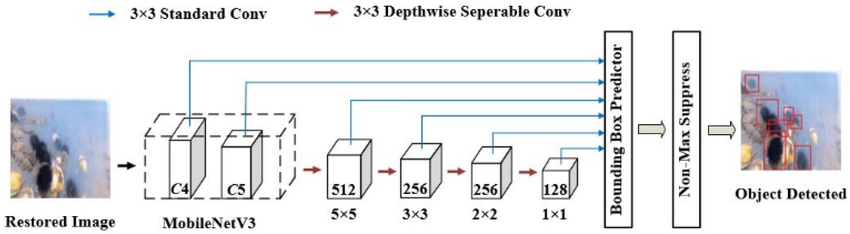 3×3 Standard Conv
3×3 Depthwise Seperable Conv
Bounding Box Predictor
Non-Max Suppress
C4
C5
512
256
256
128
5×5
3×3
2×2
1×1
Restored Image
MobileNetV3
Object Detected